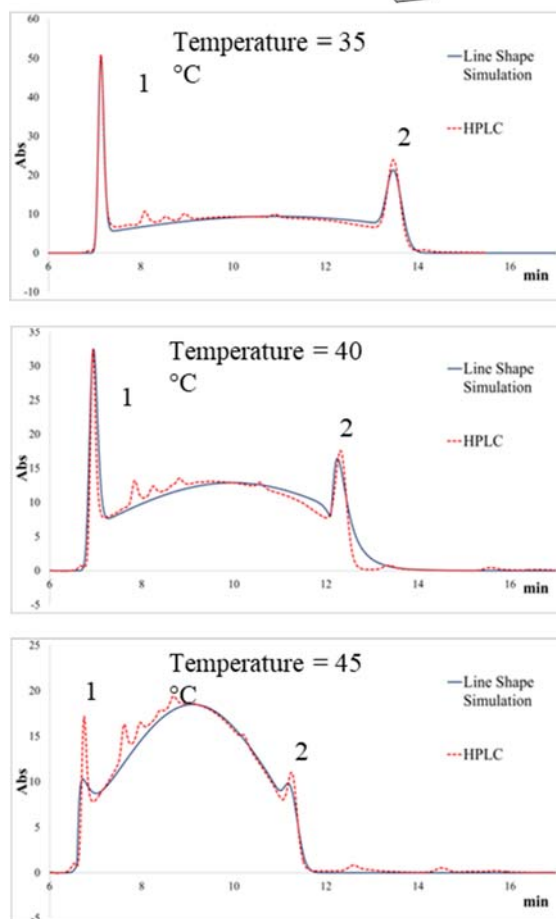 60
Temperature = 35
°C
1
2
Line Shape
Simulation
HPLC
50
40
30
20
10
0
-10
Abs
6
8
10
12
14
16
min
35
Temperature = 40
°C
1
2
Line Shape
Simulation
HPLC
30
25
20
15
10
5
0
-5
Abs
6
8
10
12
14
16
min
25
Temperature = 45
°C
1
2
Line Shape
Simulation
HPLC
20
15
10
5
0
-5
Abs
6
8
10
12
14
16
min